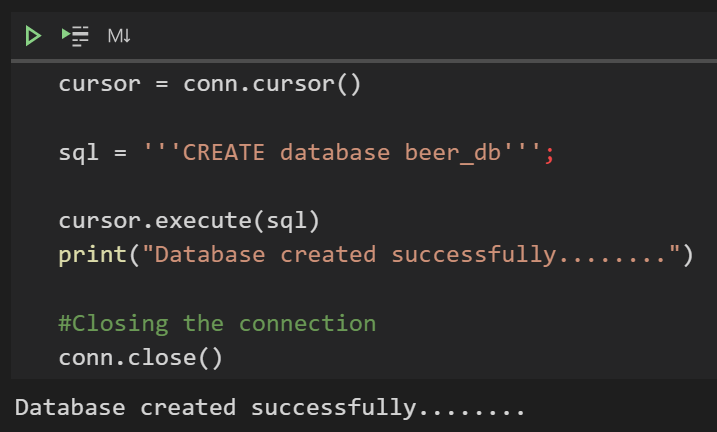 M↓
cursor = conn.cursor()
sql = '''CREATE database beer_db''';
cursor.execute(sql)
print("Database created successfully........")
#Closing the connection
conn.close()
Database created successfully........